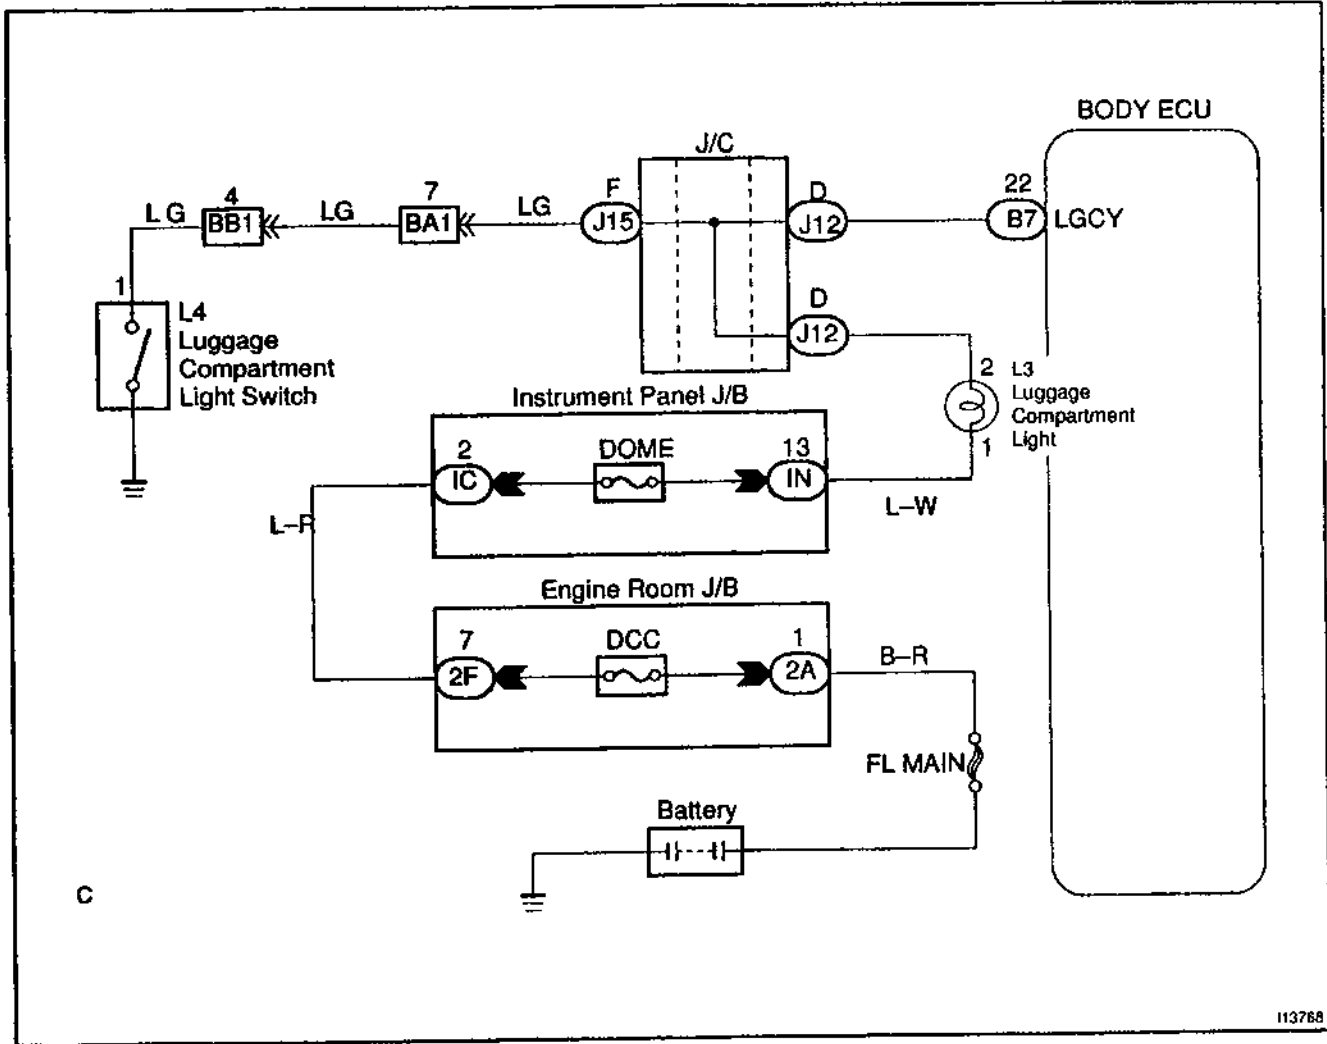 BODY ECU
J/C
4
7
F
D
22
LG
BB1
LG
BA1
LG
J15
J12
B7
LGCY
1
D
L4
Luggage
Compartment
Light Switch
J12
2
L3
Luggage
Compartment
Light
1
Instrument Panel J/B
2
DOME
13
IC
IN
L-W
L-R
Engine Room J/B
7
DCC
1
2F
2A
B-R
FL MAIN
Battery
C
I13768